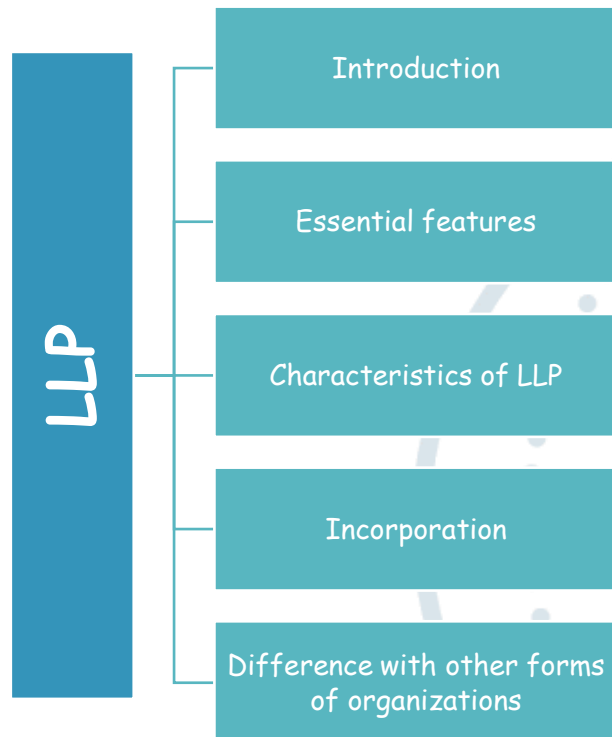 LLP
Introduction
Essential features
Characteristics of LLP
Incorporation
Difference with other forms
of organizations